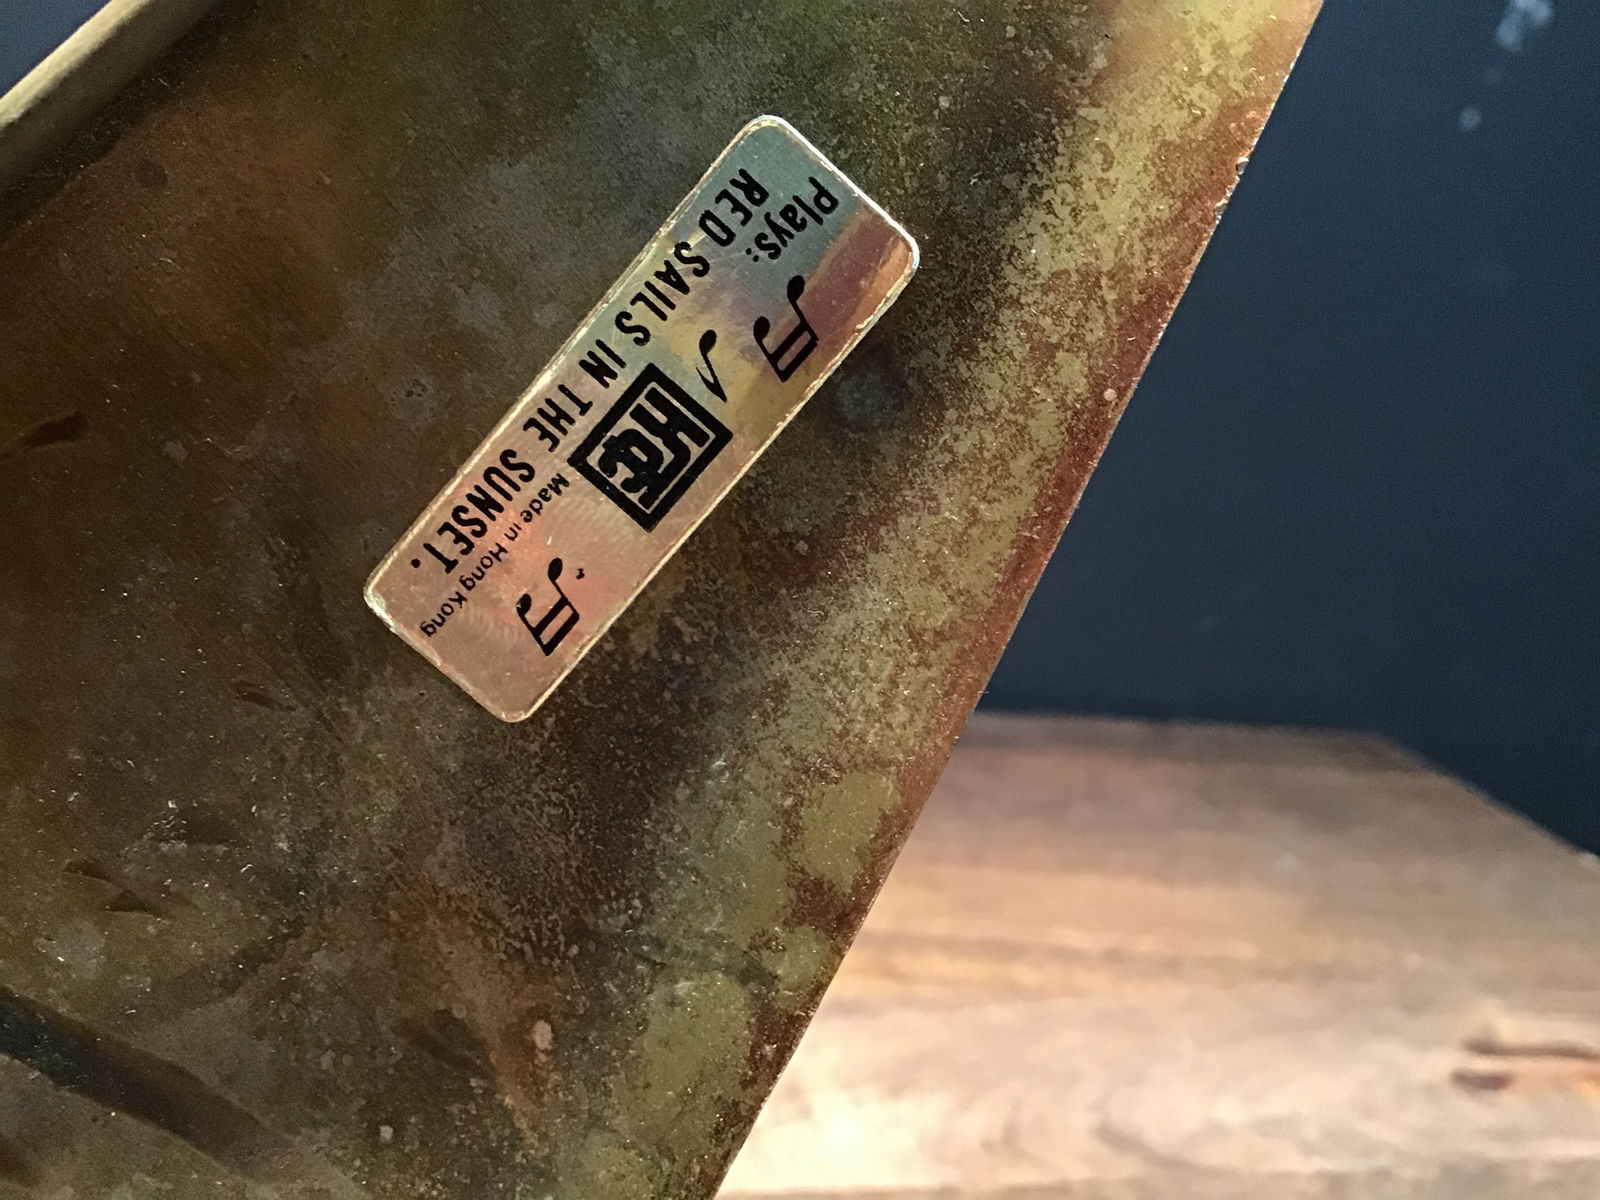 Plays:
RED SAILS IN THE SUNSET.
Made in Hong Kong